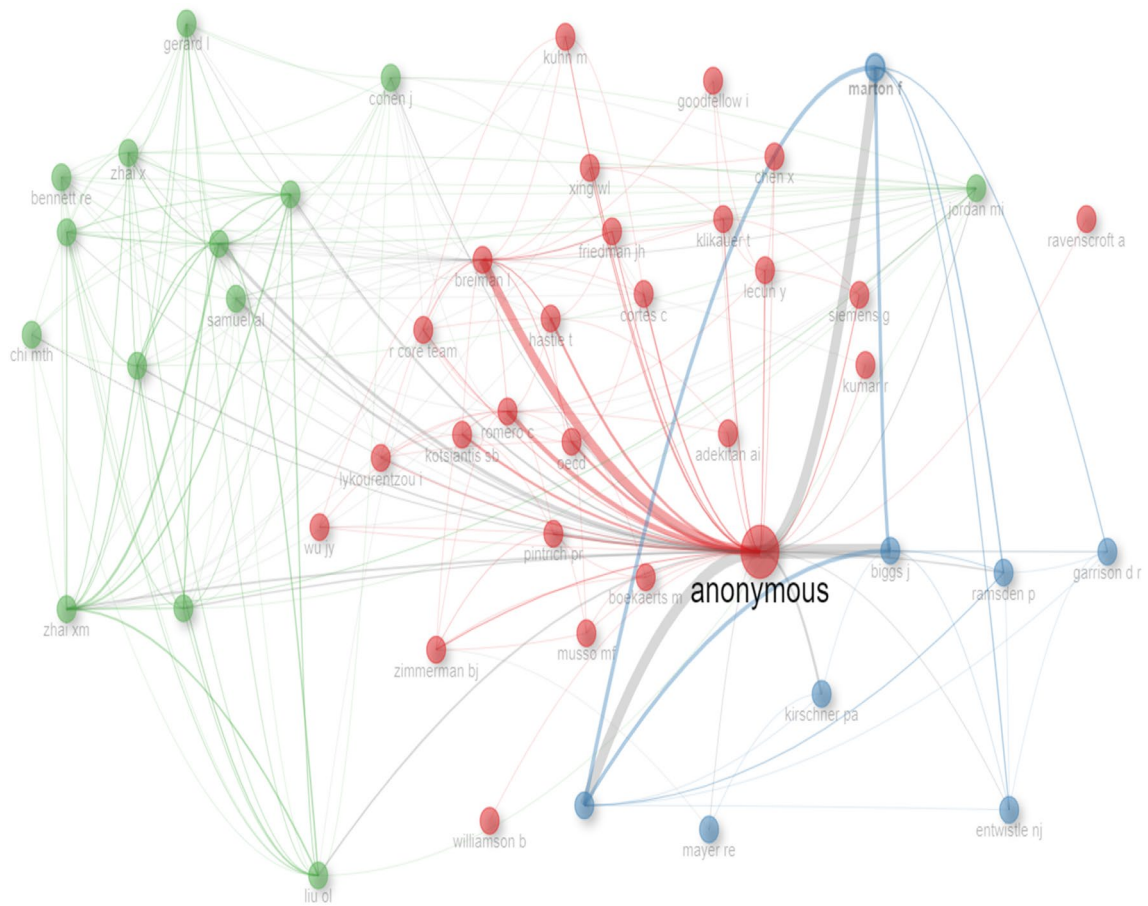 gerard l
kuhn m
cohen j
goodfellow i
marton f
zhai x
bennett re
xing wl
chen x
jordan mi
ravenscroft a
klikauer t
friedman jh
breiman l
lecun y
samuel al
cortes c
siemens g
hastie t
r core team
chi mth
kumar r
romero c
kotsiantis sb
oecd
adekitan ai
lykourentzou i
wu jy
pintrich pr
biggs j
garrison d r
ramsden p
boekaerts m
anonymous
zhai xm
musso mf
zimmerman bj
kirschner pa
williamson b
mayer re
entwistle nj
liu ol